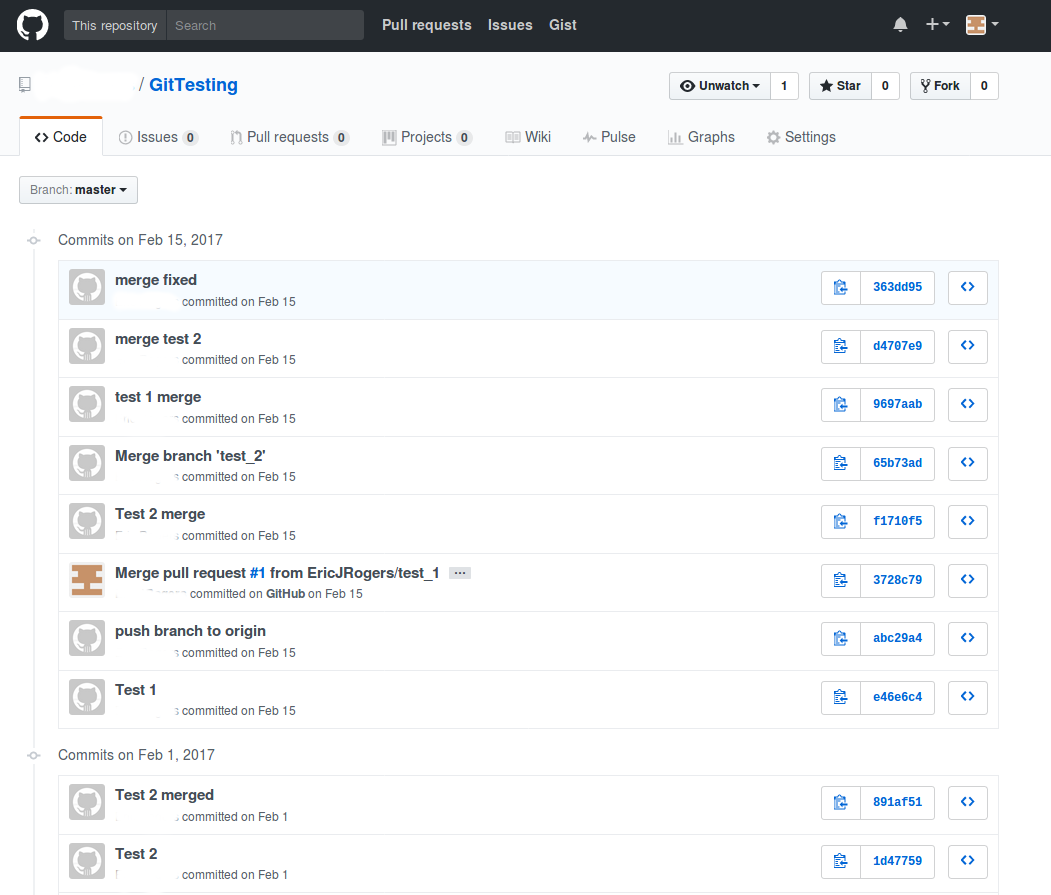 This repository Search Pull requests Issues Gist
/ GitTesting Unwatch 1 Star 0 Fork 0
Code Issues 0 Pull requests 0 Projects 0 Wiki Pulse Graphs Settings
Branch: master
Commits on Feb 15, 2017
merge fixed
committed on Feb 15
363dd95
merge test 2
committed on Feb 15
d4707e9
test 1 merge
committed on Feb 15
9697aab
Merge branch 'test_2'
committed on Feb 15
65b73ad
Test 2 merge
committed on Feb 15
f1710f5
Merge pull request #1 from EricJRogers/test_1 …
committed on GitHub on Feb 15
3728c79
push branch to origin
committed on Feb 15
abc29a4
Test 1
committed on Feb 15
e46e6c4
Commits on Feb 1, 2017
Test 2 merged
committed on Feb 1
891af51
Test 2
committed on Feb 1
1d47759